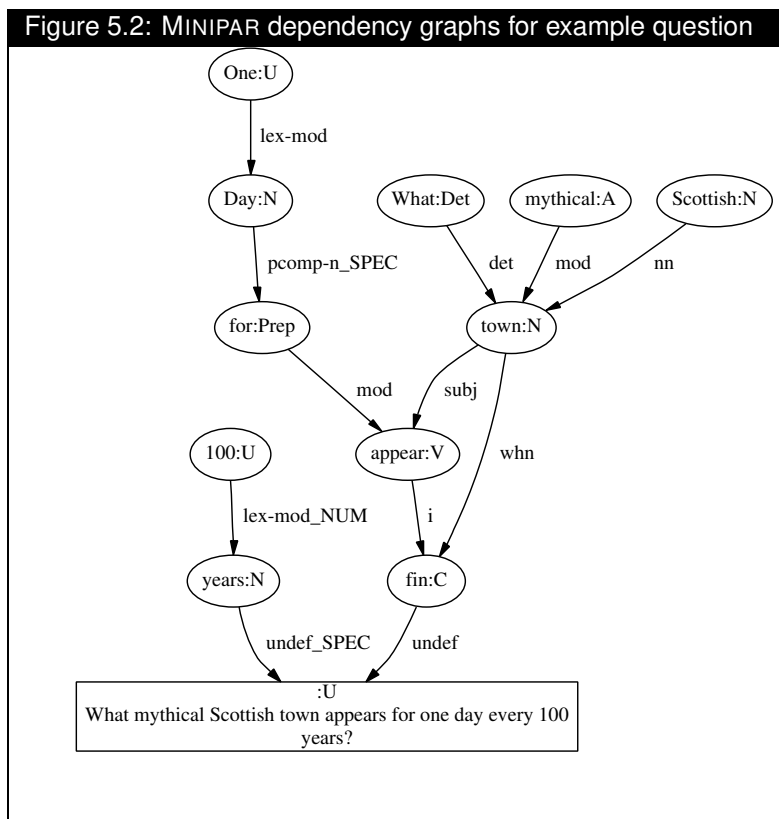 Figure 5.2: MINIPAR dependency graphs for example question
One:U
lex-mod
Day:N
What:Det
mythical:A
Scottish:N
pcomp-n_SPEC
det
mod
nn
for:Prep
town:N
mod
subj
100:U
appear:V
whn
lex-mod_NUM
i
years:N
fin:C
undef_SPEC
undef
:U
What mythical Scottish town appears for one day every 100
years?